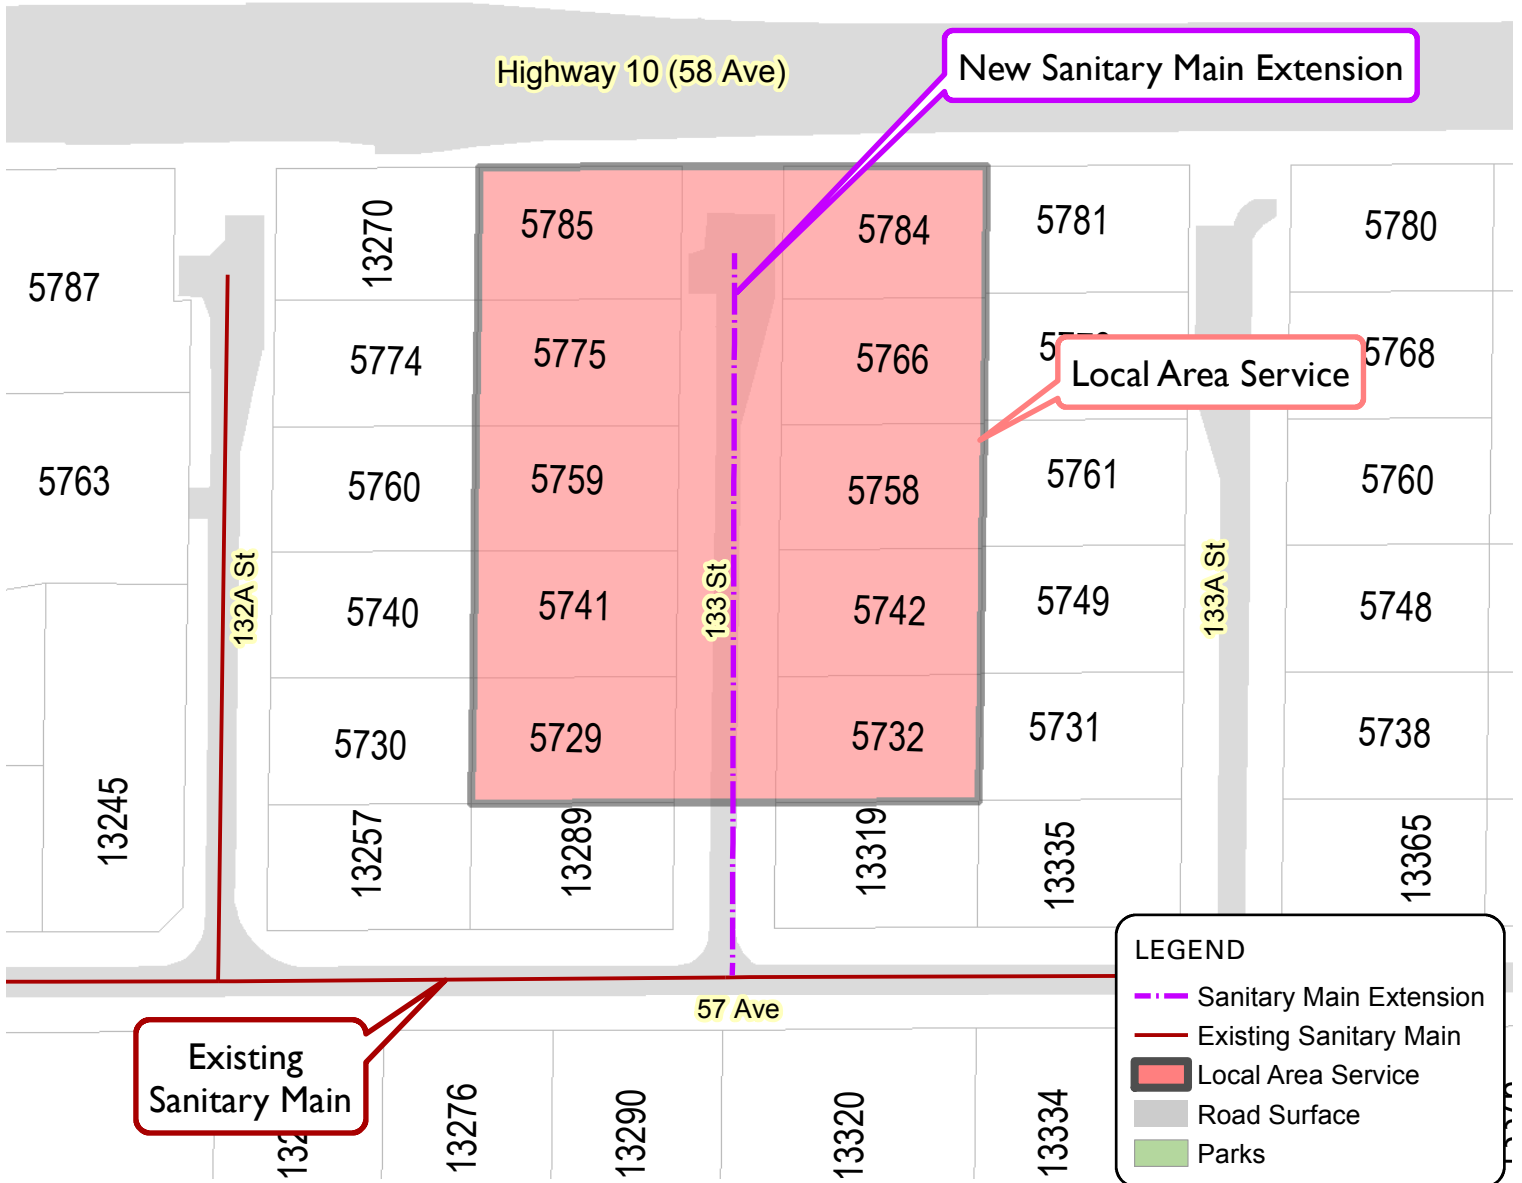 Highway 10 (58 Ave)
New Sanitary Main Extension
13270
5785
5784
5781
5780
5787
5774
5775
5766
5768
Local Area Service
5763
5760
5759
5758
5761
5760
132A St
5740
5741
133 St
5742
5749
133A St
5748
5730
5729
5732
5731
5738
13245
13257
13289
13319
13335
13365
57 Ave
Existing
Sanitary Main
13276
13290
13320
13334
LEGEND
Sanitary Main Extension
Existing Sanitary Main
Local Area Service
Road Surface
Parks